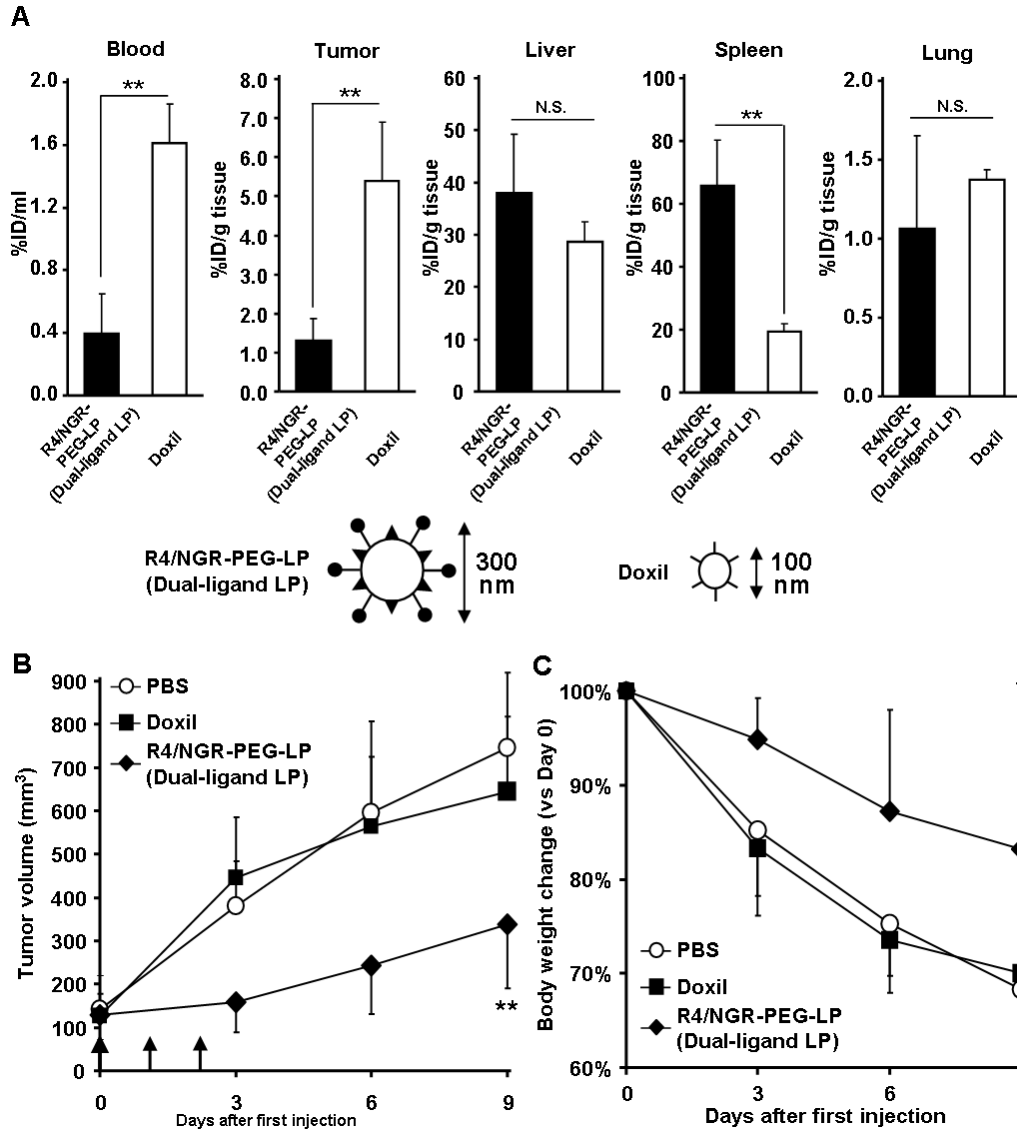 A
Blood
Tumor
Liver
Spleen
Lung
%ID/ml
2.0
1.6
1.2
0.8
0.4
0.0
**
R4/NGR-
PEG-LP
(Dual-ligand LP)
Doxil
%ID/g tissue
8.0
7.0
6.0
5.0
4.0
3.0
2.0
1.0
0.0
**
R4/NGR-
PEG-LP
(Dual-ligand LP)
Doxil
%ID/g tissue
60
50
40
30
20
10
0
N.S.
R4/NGR-
PEG-LP
(Dual-ligand LP)
Doxil
%ID/g tissue
100
80
60
40
20
0
**
R4/NGR-
PEG-LP
(Dual-ligand LP)
Doxil
%ID/g tissue
2.0
1.5
1.0
0.5
0.0
N.S.
R4/NGR-
PEG-LP
(Dual-ligand LP)
Doxil
R4/NGR-PEG-LP
(Dual-ligand LP)
300
nm
Doxil
100
nm
B
Tumor volume (mm³)
900
800
700
600
500
400
300
200
100
0
PBS
Doxil
R4/NGR-PEG-LP
(Dual-ligand LP)
**
0
3
6
9
Days after first injection
C
Body weight change (vs Day 0)
100%
90%
80%
70%
60%
PBS
Doxil
R4/NGR-PEG-LP
(Dual-ligand LP)
0
3
6
Days after first injection